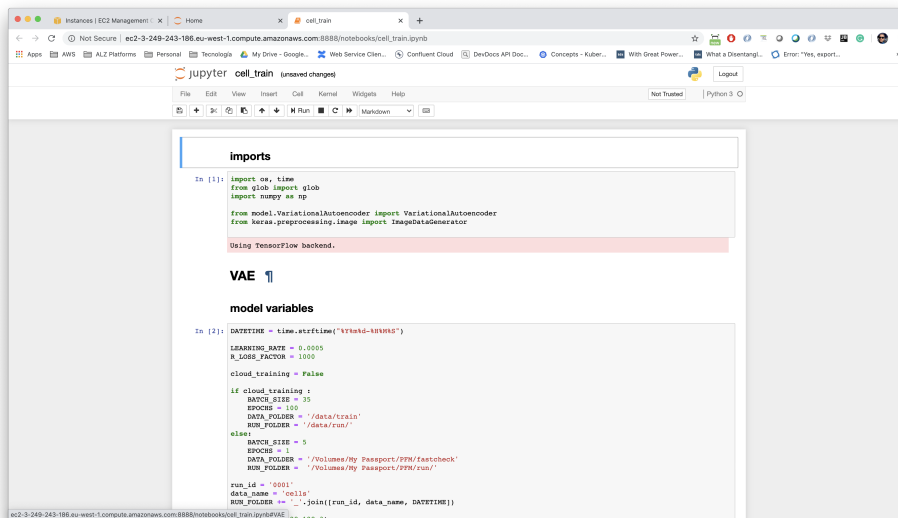 Instances | EC2 Management C
Home
cell_train
Not Secure | ec2-3-249-243-186.eu-west-1.compute.amazonaws.com:8888/notebooks/cell_train.ipynb
Apps
AWS
ALZ Platforms
Personal
Tecnología
My Drive – Google...
Web Service Clien...
Confluent Cloud
DevDocs API Doc...
Concepts – Kuber...
With Great Power...
What a Disentangl...
Error: "Yes, export...
jupyter cell_train (unsaved changes)
Logout
File Edit View Insert Cell Kernel Widgets Help
Not Trusted
Python 3
Run
Markdown
imports
In [1]: import os, time
from glob import glob
import numpy as np
from model.VariationalAutoencoder import VariationalAutoencoder
from keras.preprocessing.image import ImageDataGenerator
Using TensorFlow backend.
VAE ¶
model variables
In [2]: DATETIME = time.strftime("%Y%m%d-%H%M%S")
LEARNING_RATE = 0.0005
R_LOSS_FACTOR = 1000
cloud_training = False
if cloud_training :
BATCH_SIZE = 35
EPOCHS = 100
DATA_FOLDER = '/data/train'
RUN_FOLDER = '/data/run/'
else:
BATCH_SIZE = 5
EPOCHS = 1
DATA_FOLDER = '/Volumes/My Passport/PFM/fastcheck'
RUN_FOLDER = '/Volumes/My Passport/PFM/run/'
run_id = '0001'
data_name = 'cells'
RUN_FOLDER += '_'.join([run_id, data_name, DATETIME])
ec2-3-249-243-186.eu-west-1.compute.amazonaws.com:8888/notebooks/cell_train.ipynb#VAE